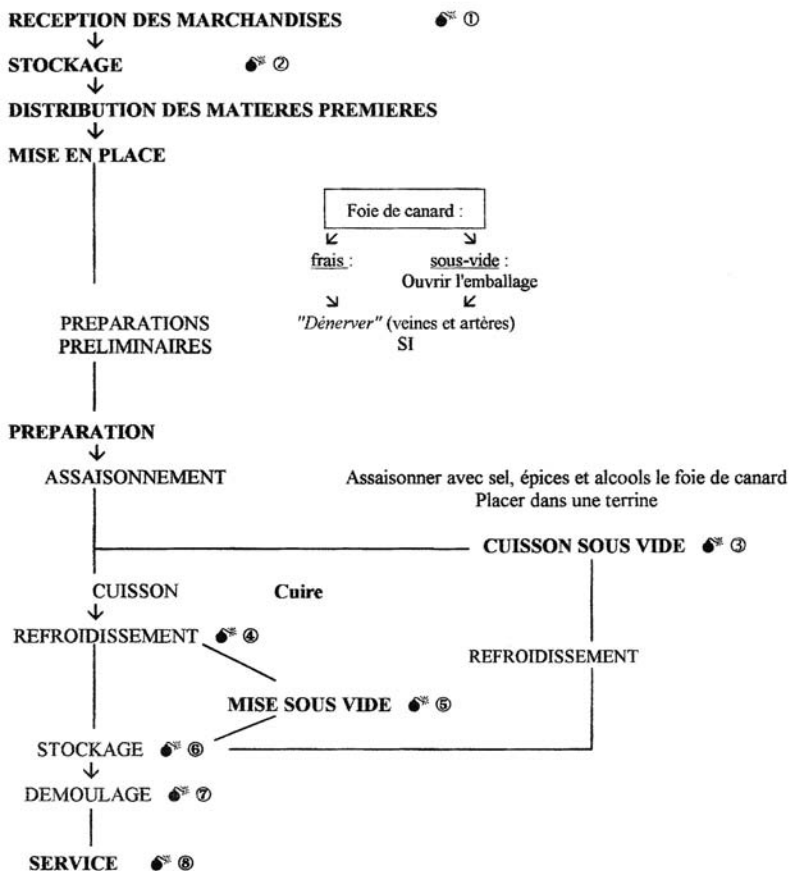 RECEPTION DES MARCHANDISES 💣 ①
STOCKAGE 💣 ②
DISTRIBUTION DES MATIERES PREMIERES
MISE EN PLACE
Foie de canard :
frais : sous-vide :
Ouvrir l'emballage
PREPARATIONS "Dénerver" (veines et artères)
PRELIMINAIRES SI
PREPARATION
ASSAISONNEMENT Assaisonner avec sel, épices et alcools le foie de canard
Placer dans une terrine
CUISSON SOUS VIDE 💣 ③
CUISSON Cuire
REFROIDISSEMENT 💣 ④
REFROIDISSEMENT
MISE SOUS VIDE 💣 ⑤
STOCKAGE 💣 ⑥
DEMOULAGE 💣 ⑦
SERVICE 💣 ⑧